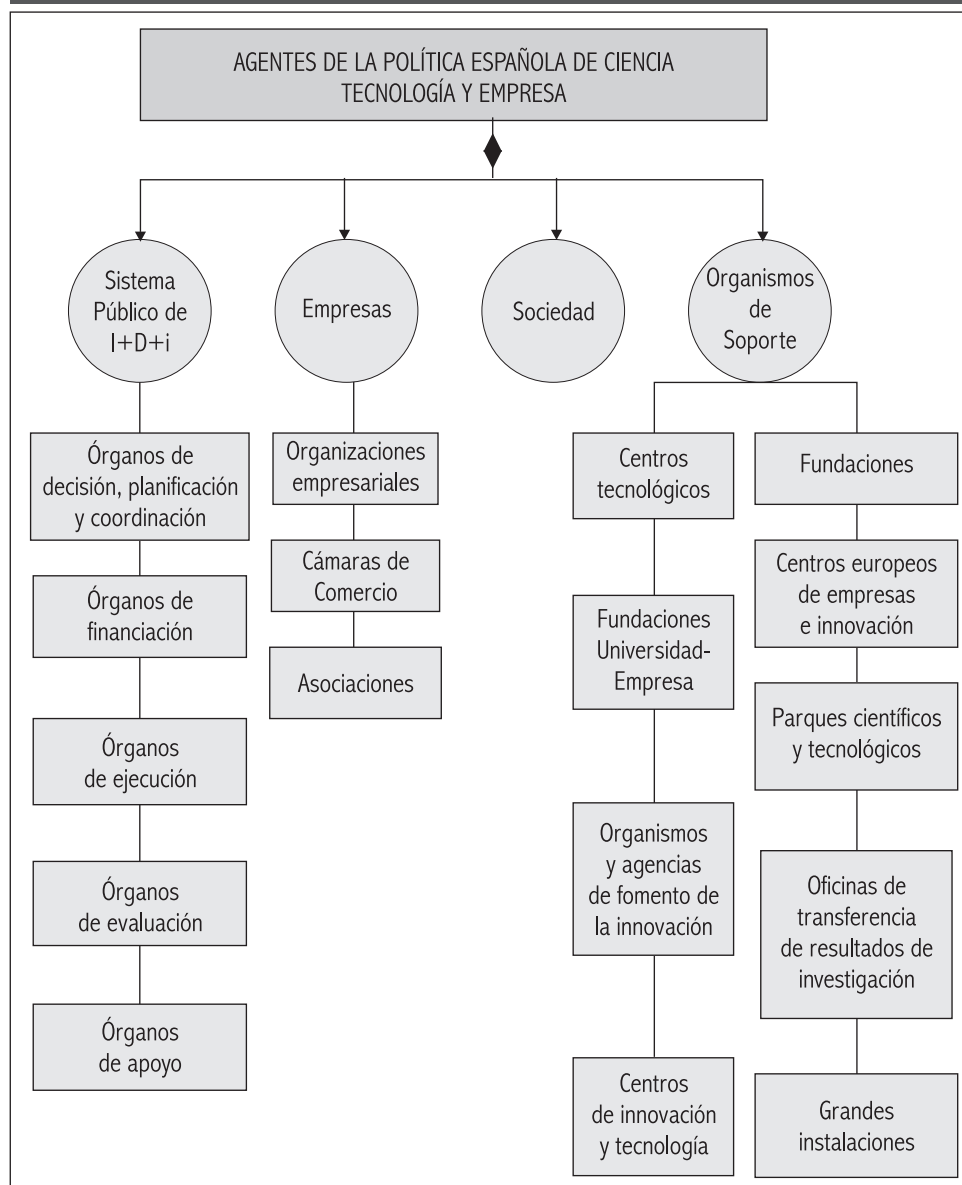 AGENTES DE LA POLÍTICA ESPAÑOLA DE CIENCIA
TECNOLOGÍA Y EMPRESA
Sistema
Público de
I+D+i
Empresas
Sociedad
Organismos
de
Soporte
Órganos de
decisión, planificación
y coordinación
Órganos de
financiación
Órganos
de ejecución
Órganos
de evaluación
Órganos
de apoyo
Organizaciones
empresariales
Cámaras de
Comercio
Asociaciones
Centros
tecnológicos
Fundaciones
Universidad-
Empresa
Organismos
y agencias
de fomento de
la innovación
Centros
de innovación
y tecnología
Fundaciones
Centros europeos
de empresas
e innovación
Parques científicos
y tecnológicos
Oficinas de
transferencia
de resultados de
investigación
Grandes
instalaciones